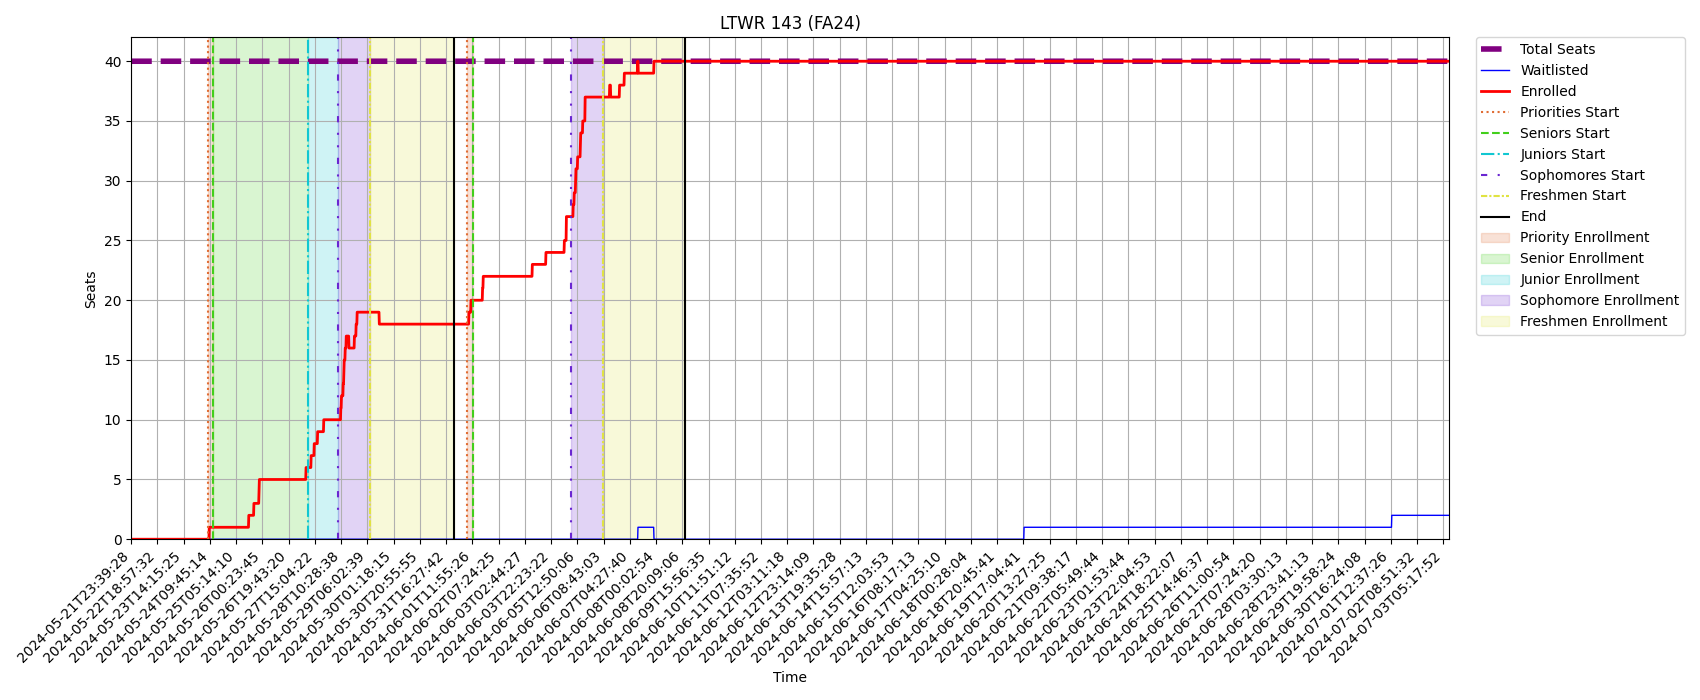 LTWR 143 (FA24)
Seats
40
35
30
25
20
15
10
5
0
2024-05-21T23:39:28
2024-05-22T18:57:32
2024-05-23T14:15:25
2024-05-24T09:45:14
2024-05-25T05:14:10
2024-05-26T00:23:45
2024-05-26T19:43:20
2024-05-27T15:04:22
2024-05-28T10:28:38
2024-05-29T06:02:39
2024-05-30T01:18:15
2024-05-30T20:55:55
2024-05-31T16:27:42
2024-06-01T11:55:26
2024-06-02T07:24:25
2024-06-03T02:44:27
2024-06-03T22:23:22
2024-06-05T12:50:06
2024-06-06T08:43:03
2024-06-07T04:27:40
2024-06-08T00:02:54
2024-06-08T20:09:06
2024-06-09T15:56:35
2024-06-10T11:51:12
2024-06-11T07:35:52
2024-06-12T03:11:18
2024-06-12T23:14:09
2024-06-13T19:35:28
2024-06-14T15:57:13
2024-06-15T12:03:53
2024-06-16T08:17:13
2024-06-17T04:25:10
2024-06-18T00:28:04
2024-06-18T20:45:41
2024-06-19T17:04:41
2024-06-20T13:27:25
2024-06-21T09:38:17
2024-06-22T05:49:44
2024-06-23T01:53:44
2024-06-23T22:04:53
2024-06-24T18:22:07
2024-06-25T14:46:37
2024-06-26T11:00:54
2024-06-27T07:24:20
2024-06-28T03:30:13
2024-06-28T23:41:13
2024-06-29T19:58:24
2024-06-30T16:24:08
2024-07-01T12:37:26
2024-07-02T08:51:32
2024-07-03T05:17:52
Time
Total Seats
Waitlisted
Enrolled
Priorities Start
Seniors Start
Juniors Start
Sophomores Start
Freshmen Start
End
Priority Enrollment
Senior Enrollment
Junior Enrollment
Sophomore Enrollment
Freshmen Enrollment